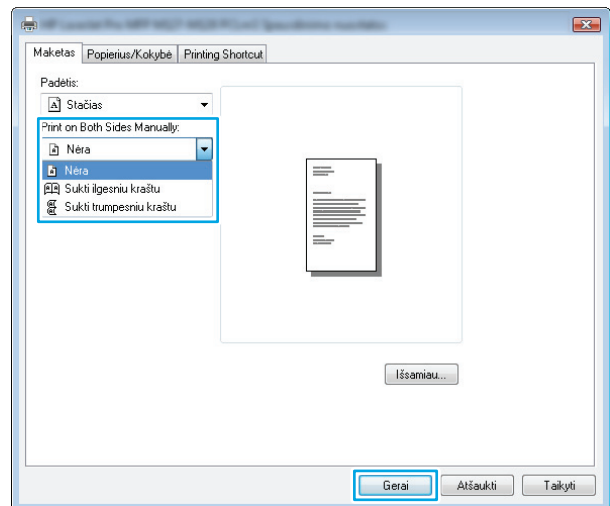 Maketas Popierius/Kokybė Printing Shortcut
Padėtis:
Stačias
Print on Both Sides Manually:
Nėra
Nėra
Sukti ilgesniu kraštu
Sukti trumpesniu kraštu
Išsamiau...
Gerai Atšaukti Taikyti